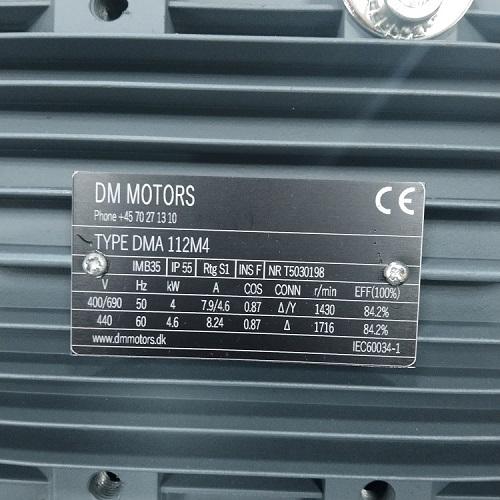 DM MOTORS
CE
Phone +45 70 27 13 10
TYPE DMA 112M4
IMB35 IP 55 Rtg S1 INS F NR T5030198
V Hz kW A COS CONN r/min EFF(100%)
400/690 50 4 7.9/4.6 0.87 Δ/Y 1430 84.2%
440 60 4.6 8.24 0.87 Δ 1716 84.2%
www.dmmotors.dk IEC60034-1